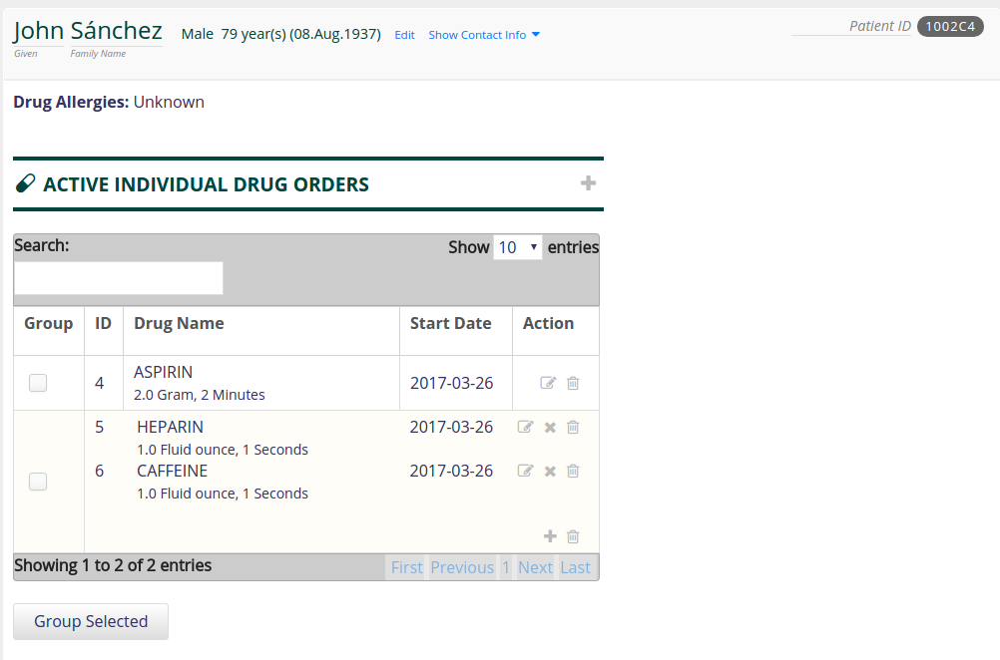 John Sánchez Male 79 year(s) (08.Aug.1937) Edit Show Contact Info Patient ID 1002C4
Given Family Name
Drug Allergies: Unknown
ACTIVE INDIVIDUAL DRUG ORDERS
Search: Show 10 entries
Group ID Drug Name Start Date Action
4 ASPIRIN 2017-03-26
2.0 Gram, 2 Minutes
5 HEPARIN 2017-03-26
1.0 Fluid ounce, 1 Seconds
6 CAFFEINE 2017-03-26
1.0 Fluid ounce, 1 Seconds
Showing 1 to 2 of 2 entries First Previous 1 Next Last
Group Selected